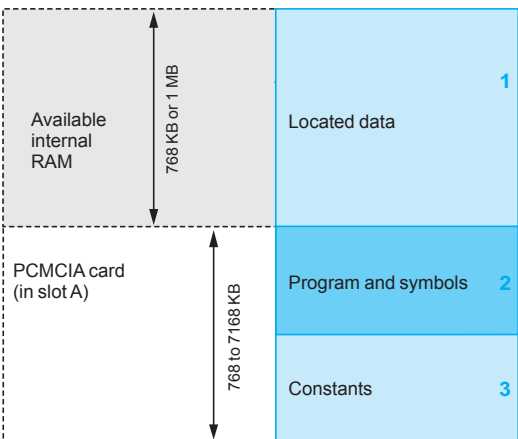 Available
internal
RAM
768 KB or 1 MB
Located data
1
PCMCIA card
(in slot A)
768 to 7168 KB
Program and symbols
2
Constants
3